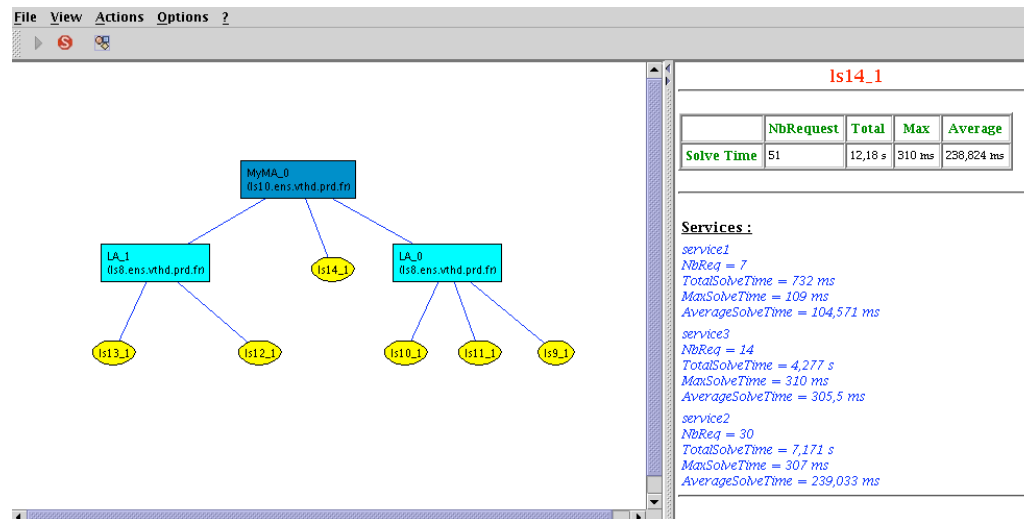 File View Actions Options ?
S
ls14_1
NbRequest Total Max Average
Solve Time 51 12,18 s 310 ms 238,824 ms
MyMA_0
(ls10.ens.vthd.prd.fr)
LA_1
(ls8.ens.vthd.prd.fr)
ls14_1
LA_0
(ls8.ens.vthd.prd.fr)
ls13_1
ls12_1
ls10_1
ls11_1
ls9_1
Services :
service1
NbReq = 7
TotalSolveTime = 732 ms
MaxSolveTime = 109 ms
AverageSolveTime = 104,571 ms
service3
NbReq = 14
TotalSolveTime = 4,277 s
MaxSolveTime = 310 ms
AverageSolveTime = 305,5 ms
service2
NbReq = 30
TotalSolveTime = 7,171 s
MaxSolveTime = 307 ms
AverageSolveTime = 239,033 ms